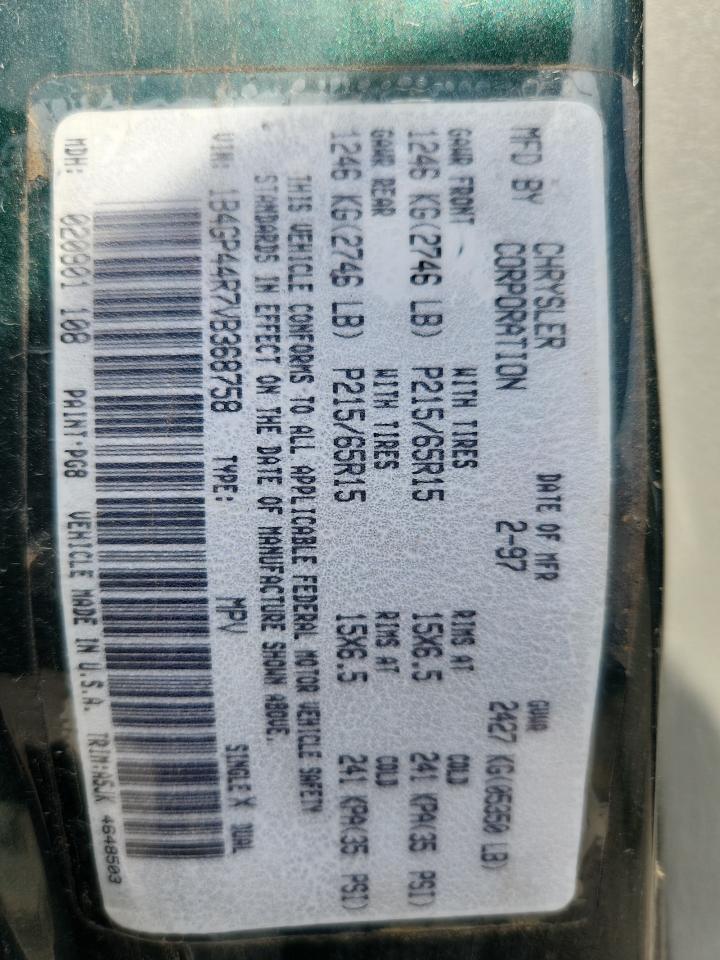 MFD BY CHRYSLER CORPORATION DATE OF MFR 2-97 GVWR 2427 KG(05350 LB)
GAWR FRONT WITH TIRES RIMS AT COLD
1246 KG(2746 LB) P215/65R15 15X6.5 241 KPA(35 PSI)
GAWR REAR WITH TIRES RIMS AT COLD
1246 KG(2746 LB) P215/65R15 15X6.5 241 KPA(35 PSI)
THIS VEHICLE CONFORMS TO ALL APPLICABLE FEDERAL MOTOR VEHICLE SAFETY
STANDARDS IN EFFECT ON THE DATE OF MANUFACTURE SHOWN ABOVE.
VIN: 1B4GP44R7VB368758 TYPE: MPV SINGLE X DUAL
MDH: 020901 108 PAINT:PG8 VEHICLE MADE IN U.S.A. TRIM:H5JK 4648503